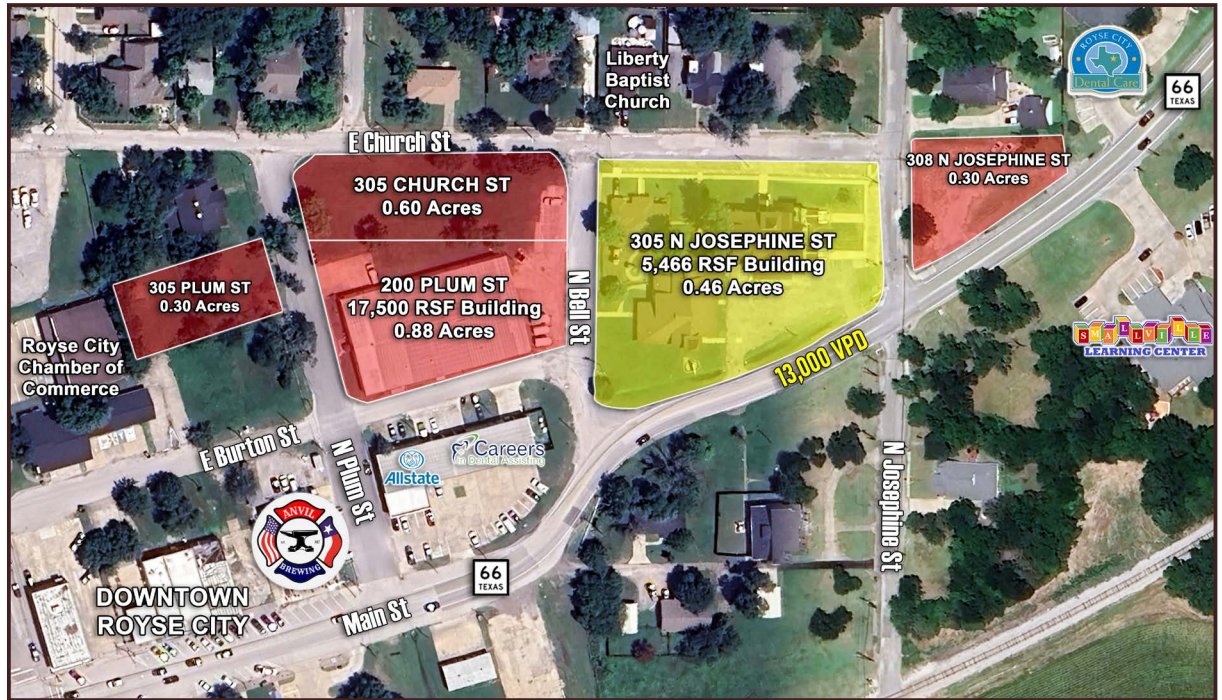 ROYSE CITY
Dental Care
66
TEXAS
Liberty
Baptist
Church
E Church St
305 CHURCH ST
0.60 Acres
308 N JOSEPHINE ST
0.30 Acres
305 N JOSEPHINE ST
5,466 RSF Building
0.46 Acres
305 PLUM ST
0.30 Acres
200 PLUM ST
17,500 RSF Building
0.88 Acres
N Bell St
Royse City
Chamber of
Commerce
13,000 VPD
SMALLVILLE
LEARNING CENTER
E Burton St
N Plum St
Allstate
Careers
In Dental Assisting
N Josephine St
ANVIL
BREWING
66
TEXAS
DOWNTOWN
ROYSE CITY
Main St